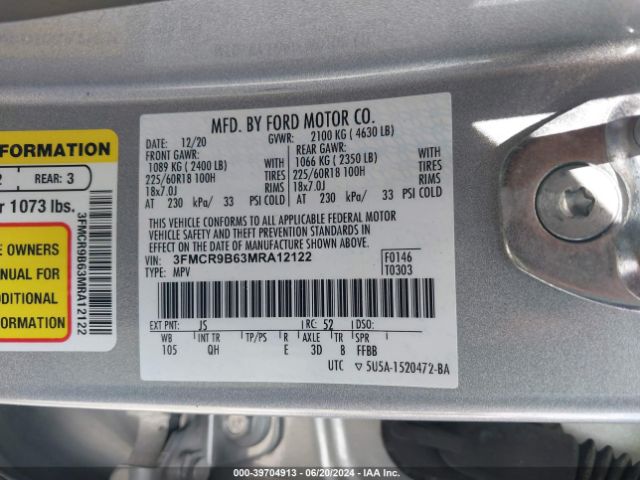 MFD. BY FORD MOTOR CO.
DATE: 12/20 GVWR: 2100 KG ( 4630 LB)
FRONT GAWR: REAR GAWR:
1089 KG ( 2400 LB) WITH 1066 KG ( 2350 LB) WITH
225/60R18 100H TIRES 225/60R18 100H TIRES
18x7.0J RIMS 18x7.0J RIMS
AT 230 kPa/ 33 PSI COLD AT 230 kPa/ 33 PSI COLD
THIS VEHICLE CONFORMS TO ALL APPLICABLE FEDERAL MOTOR
VEHICLE SAFETY AND THEFT PREVENTION STANDARDS IN
EFFECT ON THE DATE OF MANUFACTURE SHOWN ABOVE.
VIN: 3FMCR9B63MRA12122 F0146
TYPE: MPV T0303
EXT PNT: JS RC: 52 DSO:
WB INT TR TP/PS R AXLE TR SPR
105 QH E 3D 8 FFBB
UTC ▽ 5U5A-1520472-BA
FORMATION
2 REAR: 3
r 1073 lbs.
E OWNERS
NUAL FOR
DDITIONAL
FORMATION
3FMCR9B63MRA12122
000-39704913 - 06/20/2024 - IAA Inc.